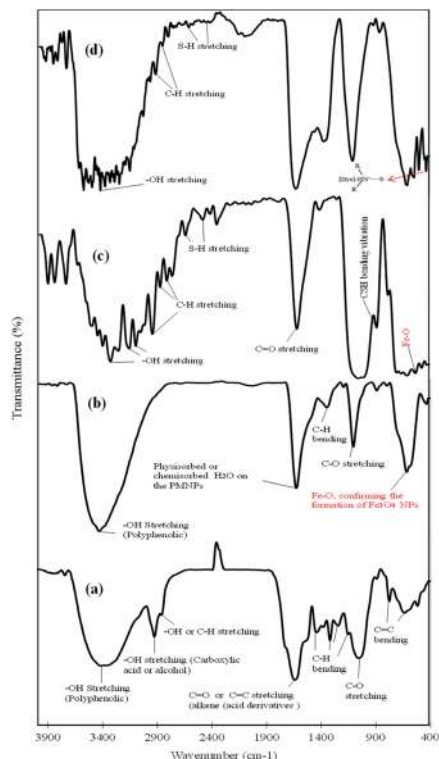 (d)
S-H stretching
C-H stretching
-OH stretching
(c)
S-H stretching
C-H stretching
-OH stretching
C=O stretching
CSH bending vibration
Fe-O
(b)
C-H
bending
C-O stretching
Physisorbed or
chemisorbed H2O on
the PMNPs
Fe-O, confirming the
formation of Fe3O4 NPs
-OH Stretching
(Polyphenolic)
(a)
-OH or C-H stretching
-OH stretching (Carboxylic
acid or alcohol)
-OH Stretching
(Polyphenolic)
C=O or C=C stretching
(alkene (acid derivatives )
C-H
bending
C-O
stretching
C=C
bending
Transmittance (%)
3900 3400 2900 2400 1900 1400 900 400
Wavenumber (cm-1)